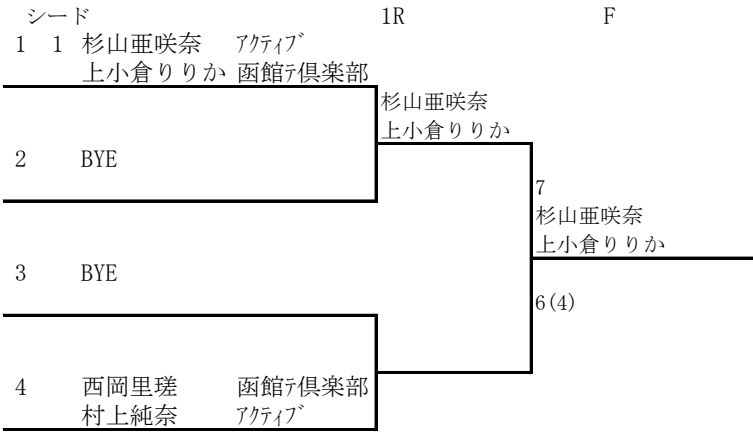 シード 1R F
1 1 杉山亜咲奈 ｱｸﾃｨﾌﾞ
上小倉りりか 函館ﾃ倶楽部
杉山亜咲奈
上小倉りりか
2 BYE
7
杉山亜咲奈
上小倉りりか
3 BYE
6(4)
4 西岡里瑳 函館ﾃ倶楽部
村上純奈 ｱｸﾃｨﾌﾞ